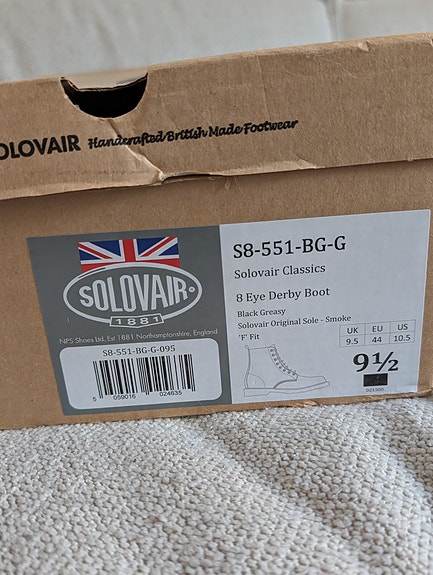 OLOVAIR Handcrafted British Made Footwear
SOLOVAIR
1881
NPS Shoes Ltd. Est 1881 Northamptonshire, England
S8-551-BG-G-095
5 059016 024635
S8-551-BG-G
Solovair Classics
8 Eye Derby Boot
Black Greasy
Solovair Original Sole - Smoke
'F' Fit
UK EU US
9.5 44 10.5
9½